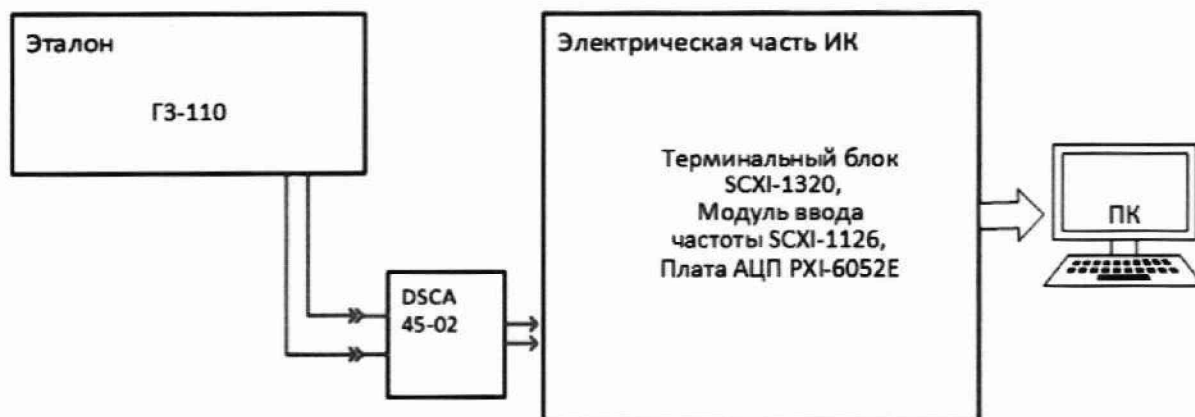 Эталон
ГЗ-110
Электрическая часть ИК
Терминальный блок
SCXI-1320,
Модуль ввода
частоты SCXI-1126,
Плата АЦП PXI-6052E
DSCA
45-02
ПК